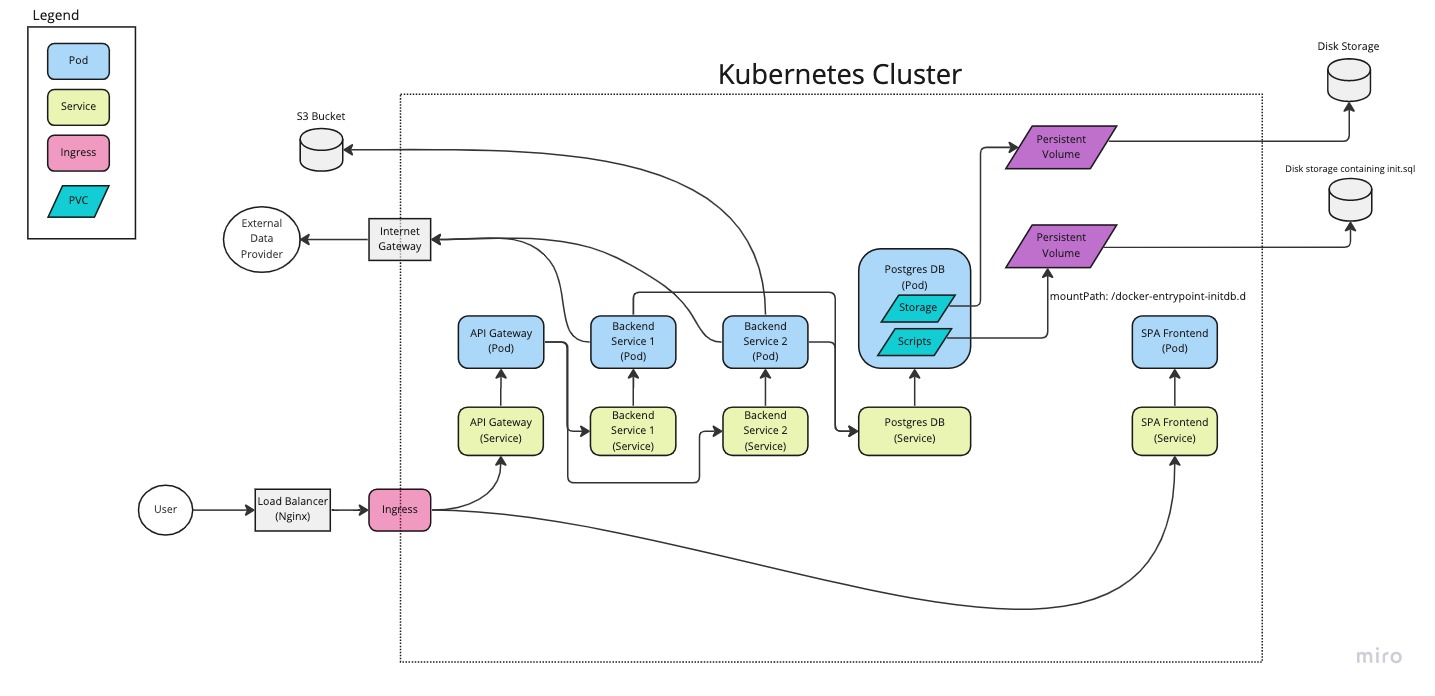 Legend
Pod
Service
Ingress
PVC
Kubernetes Cluster
S3 Bucket
External
Data
Provider
Internet
Gateway
Disk Storage
Persistent
Volume
Disk storage containing init.sql
Persistent
Volume
mountPath: /docker-entrypoint-initdb.d
Postgres DB
(Pod)
Storage
Scripts
API Gateway
(Pod)
Backend
Service 1
(Pod)
Backend
Service 2
(Pod)
SPA Frontend
(Pod)
API Gateway
(Service)
Backend
Service 1
(Service)
Backend
Service 2
(Service)
Postgres DB
(Service)
SPA Frontend
(Service)
User
Load Balancer
(Nginx)
Ingress
miro